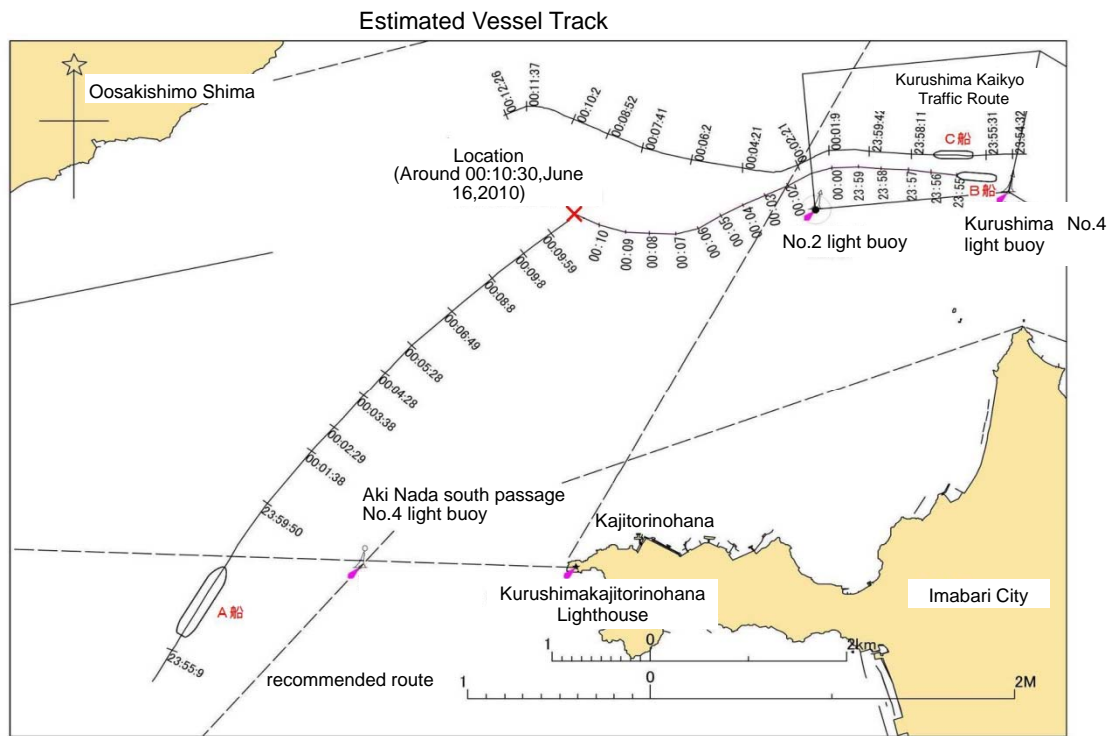 Estimated Vessel Track
Oosakishimo Shima
Kurushima Kaikyo
Traffic Route
00:12:26
00:11:37
00:10:2
00:08:52
00:07:41
00:06:2
00:04:21
00:02:21
00:01:9
23:59:42
23:58:11
23:55:31
23:54:32
C船
Location
(Around 00:10:30,June
16,2010)
00:10
00:09
00:08
00:07
00:06
00:05
00:04
00:03
00:02
00:00
23:59
23:58
23:57
23:56
23:55
B船
No.2 light buoy
Kurushima No.4
light buoy
00:09:59
00:09:8
00:08:8
00:06:49
00:05:28
00:04:28
00:03:38
00:02:29
00:01:38
23:59:50
23:55:9
A船
Aki Nada south passage
No.4 light buoy
Kajitorinohana
Kurushimakajitorinohana
Lighthouse
Imabari City
recommended route
1 0 2km
1 0 2M